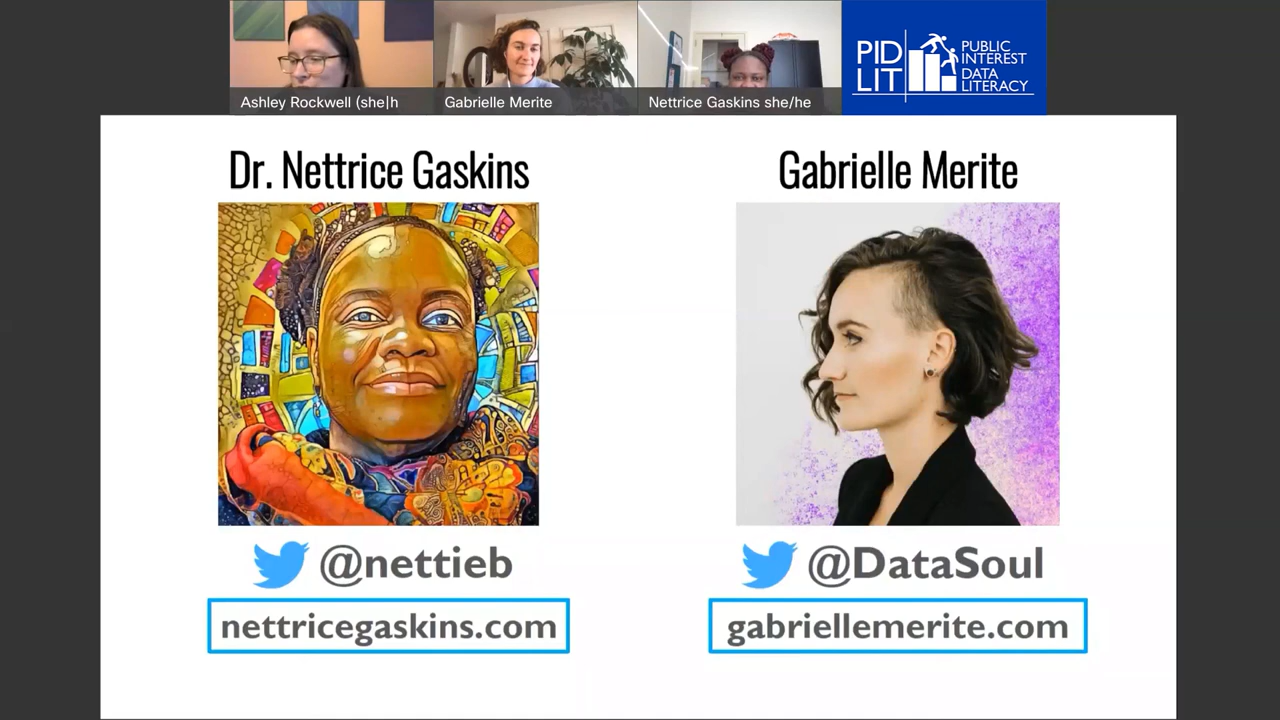 Ashley Rockwell (she|h
Gabrielle Merite
Nettrice Gaskins she/he
PID
LIT
PUBLIC
INTEREST
DATA
LITERACY
Dr. Nettrice Gaskins
Gabrielle Merite
@nettieb
@DataSoul
nettricegaskins.com
gabriellemerite.com